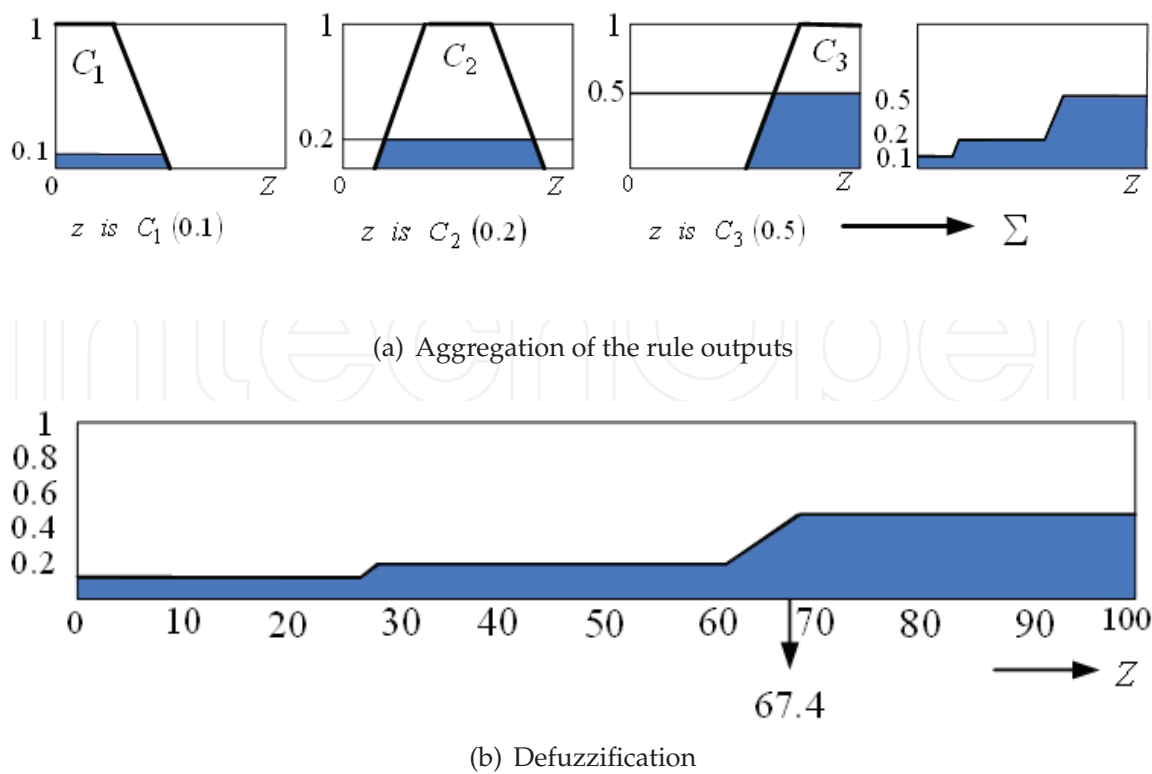 1 1 1
C1 C2 C3
0.5 0.5
0.2 0.2
0.1 0.1
0 Z 0 Z 0 Z Z
z is C1 (0.1) z is C2 (0.2) z is C3 (0.5) Σ
(a) Aggregation of the rule outputs
IntechOpen
1
0.8
0.6
0.4
0.2
0 10 20 30 40 50 60 70 80 90 100
Z
67.4
(b) Defuzzification